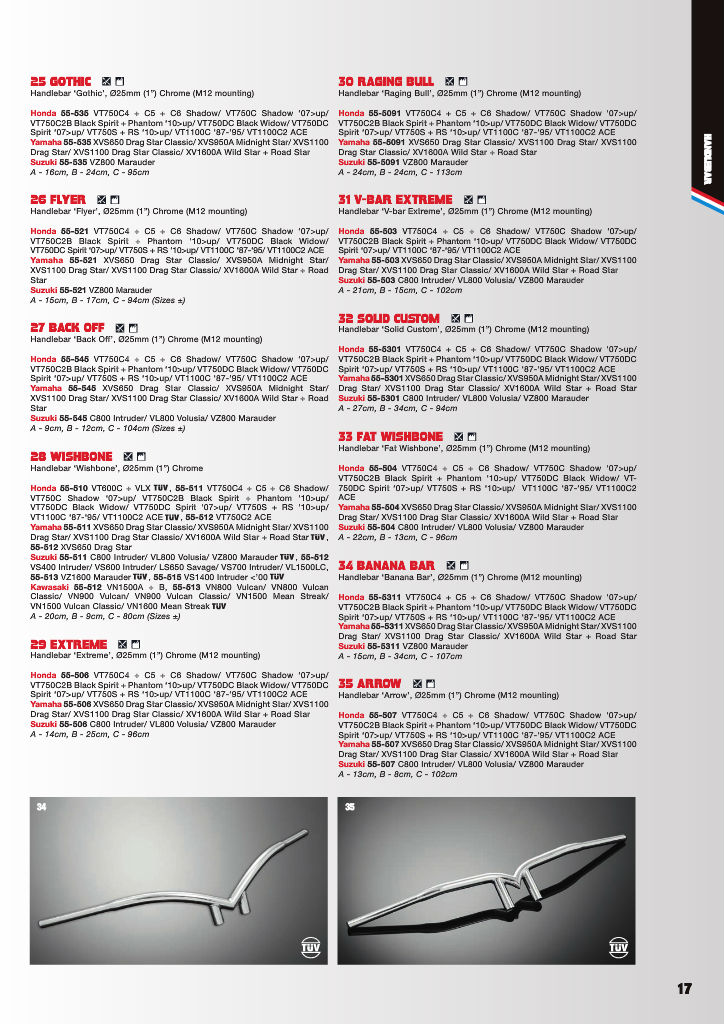 25 GOTHIC
Handlebar ‘Gothic’, Ø25mm (1”) Chrome (M12 mounting)
Honda 55-535 VT750C4 + C5 + C6 Shadow/ VT750C Shadow ’07>up/
VT750C2B Black Spirit + Phantom ‘10>up/ VT750DC Black Widow/ VT750DC
Spirit ‘07>up/ VT750S + RS ‘10>up/ VT1100C ‘87-’95/ VT1100C2 ACE
Yamaha 55-535 XVS650 Drag Star Classic/ XVS950A Midnight Star/ XVS1100
Drag Star/ XVS1100 Drag Star Classic/ XV1600A Wild Star + Road Star
Suzuki 55-535 VZ800 Marauder
A - 16cm, B - 24cm, C - 95cm
26 FLYER
Handlebar ‘Flyer’, Ø25mm (1”) Chrome (M12 mounting)
Honda 55-521 VT750C4 + C5 + C6 Shadow/ VT750C Shadow ’07>up/
VT750C2B Black Spirit + Phantom ‘10>up/ VT750DC Black Widow/
VT750DC Spirit ‘07>up/ VT750S + RS ‘10>up/ VT1100C ‘87-’95/ VT1100C2 ACE
Yamaha 55-521 XVS650 Drag Star Classic/ XVS950A Midnight Star/
XVS1100 Drag Star/ XVS1100 Drag Star Classic/ XV1600A Wild Star + Road
Star
Suzuki 55-521 VZ800 Marauder
A - 15cm, B - 17cm, C - 94cm (Sizes ±)
27 BACK OFF
Handlebar ‘Back Off’, Ø25mm (1”) Chrome (M12 mounting)
Honda 55-545 VT750C4 + C5 + C6 Shadow/ VT750C Shadow ’07>up/
VT750C2B Black Spirit + Phantom ‘10>up/ VT750DC Black Widow/ VT750DC
Spirit ‘07>up/ VT750S + RS ‘10>up/ VT1100C ‘87-’95/ VT1100C2 ACE
Yamaha 55-545 XVS650 Drag Star Classic/ XVS950A Midnight Star/
XVS1100 Drag Star/ XVS1100 Drag Star Classic/ XV1600A Wild Star + Road
Star
Suzuki 55-545 C800 Intruder/ VL800 Volusia/ VZ800 Marauder
A - 9cm, B - 12cm, C - 104cm (Sizes ±)
28 WISHBONE
Handlebar ‘Wishbone’, Ø25mm (1”) Chrome
Honda 55-510 VT600C + VLX TÜV, 55-511 VT750C4 + C5 + C6 Shadow/
VT750C Shadow ’07>up/ VT750C2B Black Spirit + Phantom ‘10>up/
VT750DC Black Widow/ VT750DC Spirit ‘07>up/ VT750S + RS ‘10>up/
VT1100C ‘87-’95/ VT1100C2 ACE TÜV, 55-512 VT750C2 ACE
Yamaha 55-511 XVS650 Drag Star Classic/ XVS950A Midnight Star/ XVS1100
Drag Star/ XVS1100 Drag Star Classic/ XV1600A Wild Star + Road Star TÜV,
55-512 XVS650 Drag Star
Suzuki 55-511 C800 Intruder/ VL800 Volusia/ VZ800 Marauder TÜV, 55-512
VS400 Intruder/ VS600 Intruder/ LS650 Savage/ VS700 Intruder/ VL1500LC,
55-513 VZ1600 Marauder TÜV, 55-515 VS1400 Intruder <’00 TÜV
Kawasaki 55-512 VN1500A + B, 55-513 VN800 Vulcan/ VN800 Vulcan
Classic/ VN900 Vulcan/ VN900 Vulcan Classic/ VN1500 Mean Streak/
VN1500 Vulcan Classic/ VN1600 Mean Streak TÜV
A - 20cm, B - 9cm, C - 80cm (Sizes ±)
29 EXTREME
Handlebar ‘Extreme’, Ø25mm (1”) Chrome (M12 mounting)
Honda 55-506 VT750C4 + C5 + C6 Shadow/ VT750C Shadow ’07>up/
VT750C2B Black Spirit + Phantom ‘10>up/ VT750DC Black Widow/ VT750DC
Spirit ‘07>up/ VT750S + RS ‘10>up/ VT1100C ‘87-’95/ VT1100C2 ACE
Yamaha 55-506 XVS650 Drag Star Classic/ XVS950A Midnight Star/ XVS1100
Drag Star/ XVS1100 Drag Star Classic/ XV1600A Wild Star + Road Star
Suzuki 55-506 C800 Intruder/ VL800 Volusia/ VZ800 Marauder
A - 14cm, B - 25cm, C - 96cm
30 RAGING BULL
Handlebar ‘Raging Bull’, Ø25mm (1”) Chrome (M12 mounting)
Honda 55-5091 VT750C4 + C5 + C6 Shadow/ VT750C Shadow ’07>up/
VT750C2B Black Spirit + Phantom ‘10>up/ VT750DC Black Widow/ VT750DC
Spirit ‘07>up/ VT750S + RS ‘10>up/ VT1100C ‘87-’95/ VT1100C2 ACE
Yamaha 55-5091 XVS650 Drag Star Classic/ XVS1100 Drag Star/ XVS1100
Drag Star Classic/ XV1600A Wild Star + Road Star
Suzuki 55-5091 VZ800 Marauder
A - 24cm, B - 24cm, C - 113cm
31 V-BAR EXTREME
Handlebar ‘V-bar Extreme’, Ø25mm (1”) Chrome (M12 mounting)
Honda 55-503 VT750C4 + C5 + C6 Shadow/ VT750C Shadow ’07>up/
VT750C2B Black Spirit + Phantom ‘10>up/ VT750DC Black Widow/ VT750DC
Spirit ‘07>up/ VT1100C ‘87-’95/ VT1100C2 ACE
Yamaha 55-503 XVS650 Drag Star Classic/ XVS950A Midnight Star/ XVS1100
Drag Star/ XVS1100 Drag Star Classic/ XV1600A Wild Star + Road Star
Suzuki 55-503 C800 Intruder/ VL800 Volusia/ VZ800 Marauder
A - 21cm, B - 15cm, C - 102cm
32 SOLID CUSTOM
Handlebar ‘Solid Custom’, Ø25mm (1”) Chrome (M12 mounting)
Honda 55-5301 VT750C4 + C5 + C6 Shadow/ VT750C Shadow ’07>up/
VT750C2B Black Spirit + Phantom ‘10>up/ VT750DC Black Widow/ VT750DC
Spirit ‘07>up/ VT750S + RS ‘10>up/ VT1100C ‘87-’95/ VT1100C2 ACE
Yamaha 55-5301 XVS650 Drag Star Classic/ XVS950A Midnight Star/ XVS1100
Drag Star/ XVS1100 Drag Star Classic/ XV1600A Wild Star + Road Star
Suzuki 55-5301 C800 Intruder/ VL800 Volusia/ VZ800 Marauder
A - 27cm, B - 34cm, C - 94cm
33 FAT WISHBONE
Handlebar ‘Fat Wishbone’, Ø25mm (1”) Chrome (M12 mounting)
Honda 55-504 VT750C4 + C5 + C6 Shadow/ VT750C Shadow ’07>up/
VT750C2B Black Spirit + Phantom ‘10>up/ VT750DC Black Widow/ VT-
750DC Spirit ‘07>up/ VT750S + RS ‘10>up/ VT1100C ‘87-’95/ VT1100C2
ACE
Yamaha 55-504 XVS650 Drag Star Classic/ XVS950A Midnight Star/ XVS1100
Drag Star/ XVS1100 Drag Star Classic/ XV1600A Wild Star + Road Star
Suzuki 55-504 C800 Intruder/ VL800 Volusia/ VZ800 Marauder
A - 22cm, B - 13cm, C - 96cm
34 BANANA BAR
Handlebar ‘Banana Bar’, Ø25mm (1”) Chrome (M12 mounting)
Honda 55-5311 VT750C4 + C5 + C6 Shadow/ VT750C Shadow ’07>up/
VT750C2B Black Spirit + Phantom ‘10>up/ VT750DC Black Widow/ VT750DC
Spirit ‘07>up/ VT750S + RS ‘10>up/ VT1100C ‘87-’95/ VT1100C2 ACE
Yamaha 55-5311 XVS650 Drag Star Classic/ XVS950A Midnight Star/ XVS1100
Drag Star/ XVS1100 Drag Star Classic/ XV1600A Wild Star + Road Star
Suzuki 55-5311 VZ800 Marauder
A - 15cm, B - 34cm, C - 107cm
35 ARROW
Handlebar ‘Arrow’, Ø25mm (1”) Chrome (M12 mounting)
Honda 55-507 VT750C4 + C5 + C6 Shadow/ VT750C Shadow ’07>up/
VT750C2B Black Spirit + Phantom ‘10>up/ VT750DC Black Widow/ VT750DC
Spirit ‘07>up/ VT750S + RS ‘10>up/ VT1100C ‘87-’95/ VT1100C2 ACE
Yamaha 55-507 XVS650 Drag Star Classic/ XVS950A Midnight Star/ XVS1100
Drag Star/ XVS1100 Drag Star Classic/ XV1600A Wild Star + Road Star
Suzuki 55-507 C800 Intruder/ VL800 Volusia/ VZ800 Marauder
A - 13cm, B - 8cm, C - 102cm
HANDLEBAR
34
TÜV
35
TÜV
17